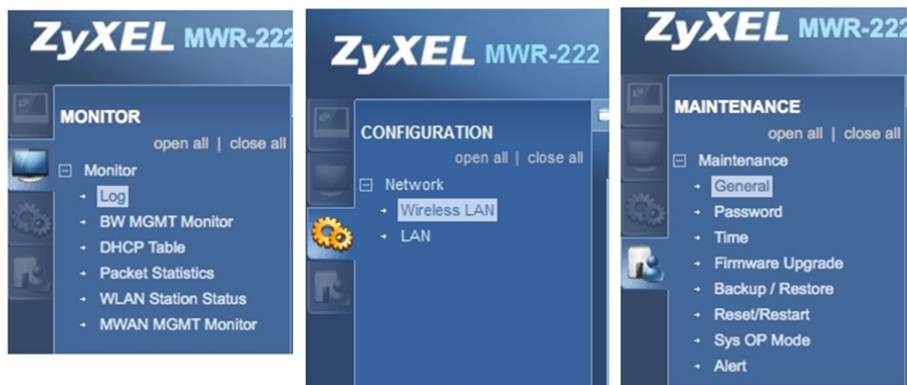 ZyXEL MWR-222
MONITOR
open all | close all
Monitor
Log
BW MGMT Monitor
DHCP Table
Packet Statistics
WLAN Station Status
MWAN MGMT Monitor
ZyXEL MWR-222
CONFIGURATION
open all | close all
Network
Wireless LAN
LAN
ZyXEL MWR-222
MAINTENANCE
open all | close all
Maintenance
General
Password
Time
Firmware Upgrade
Backup / Restore
Reset/Restart
Sys OP Mode
Alert